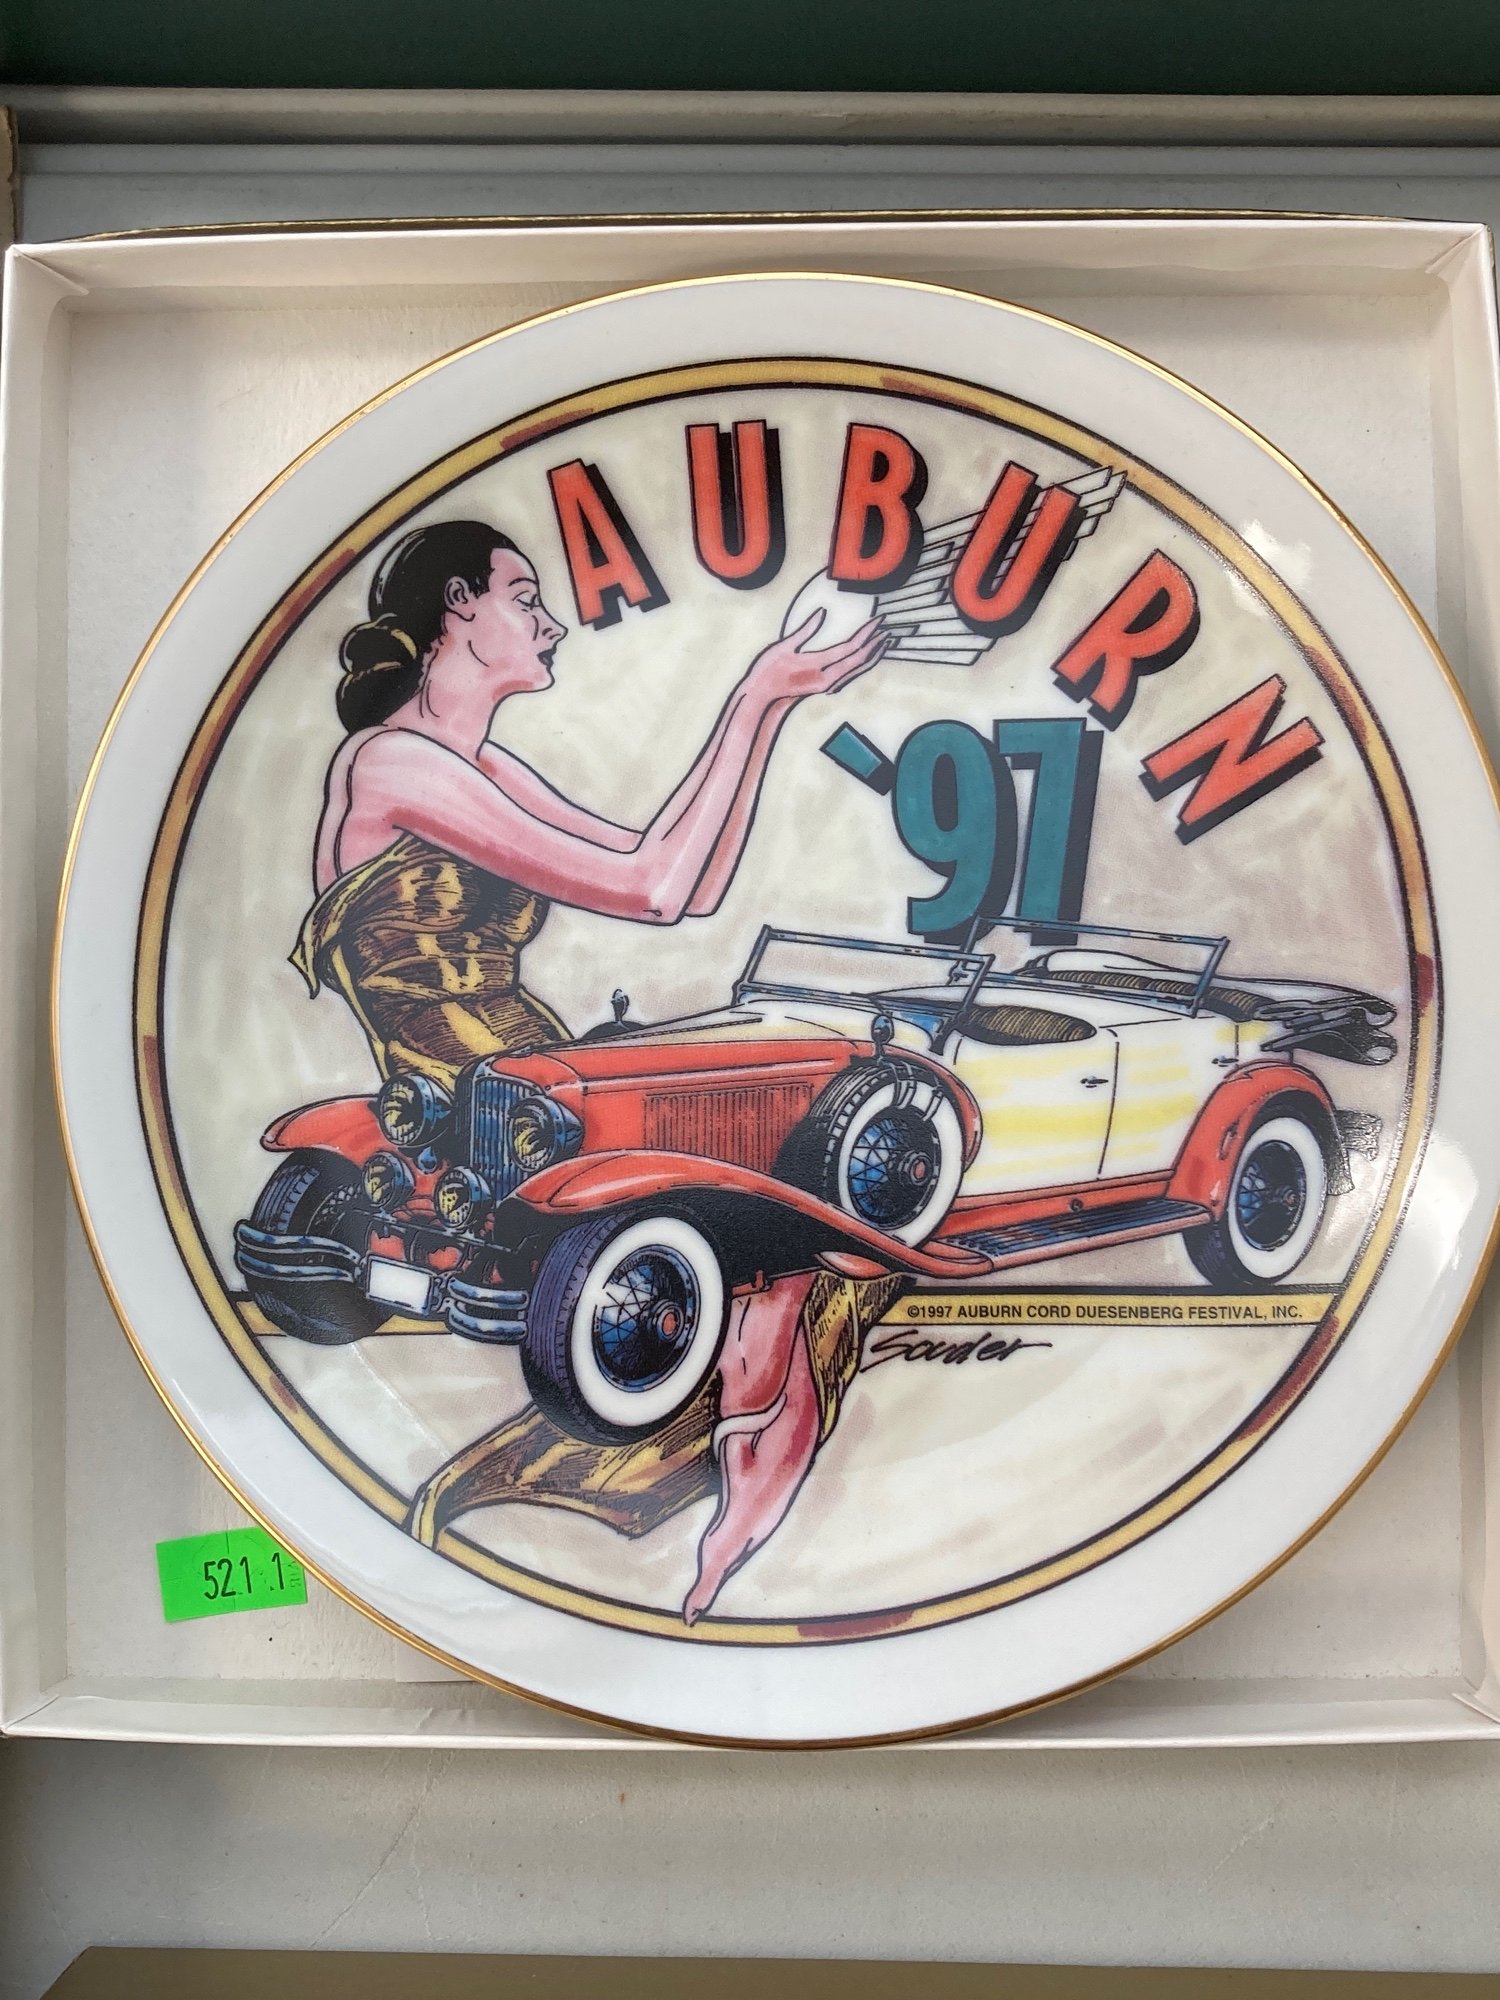 AUBURN
'97
©1997 AUBURN CORD DUESENBERG FESTIVAL, INC.
Souder
521 1